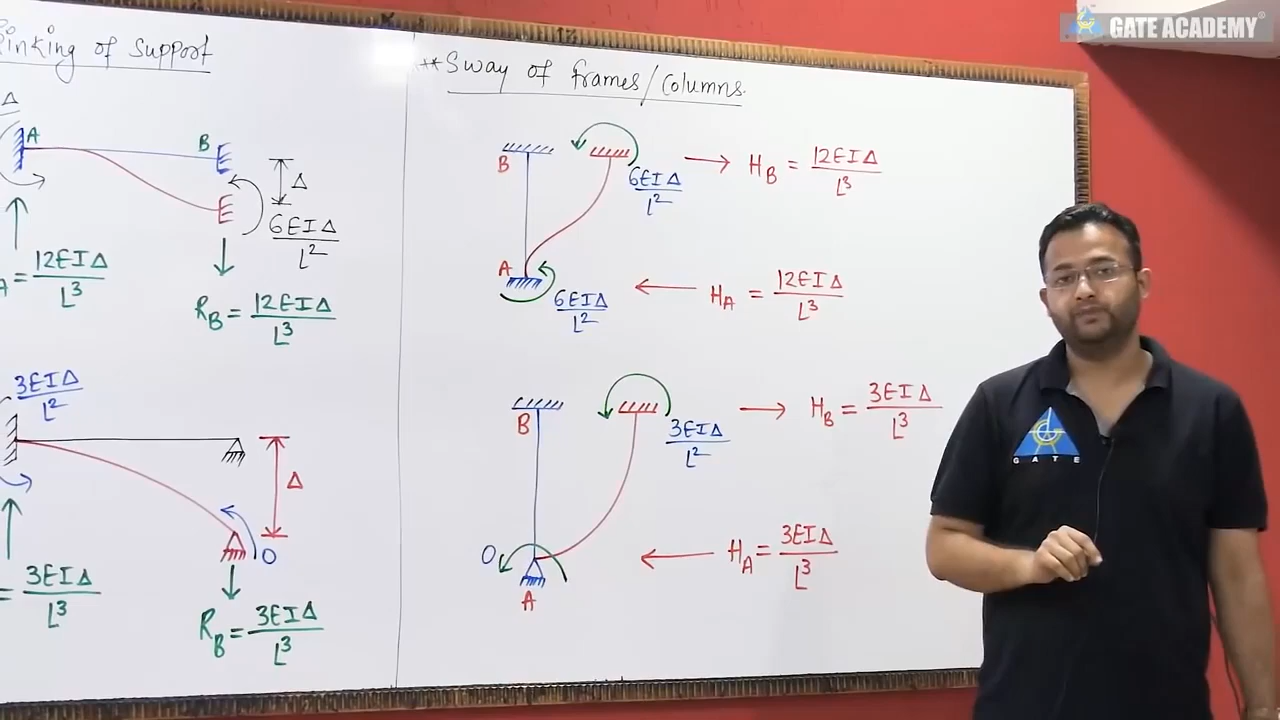 GATE ACADEMY®
inking of support
Δ
A
B
Δ
6EIΔ
L²
12EIΔ
L³
R_B = 12EIΔ
L³
3EIΔ
L²
Δ
0
= 3EIΔ
L³
R_B = 3EIΔ
L³
** Sway of frames/columns.
B
6EIΔ
L²
→ H_B = 12EIΔ
L³
A
6EIΔ
L²
← H_A = 12EIΔ
L³
B
3EIΔ
L²
→ H_B = 3EIΔ
L³
0
A
← H_A = 3EIΔ
L³
GATE